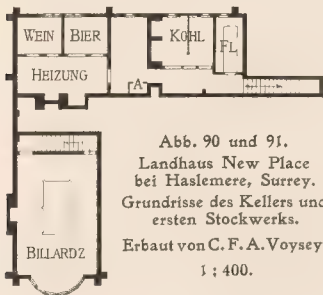 WEIN
BIER
KOHL
FL
HEIZUNG
A
Abb. 90 und 91.
Landhaus New Place
bei Haslemere, Surrey.
Grundrisse des Kellers und
ersten Stockwerks.
Erbaut von C. F. A. Voysey
1 : 400.
BILLARDZ